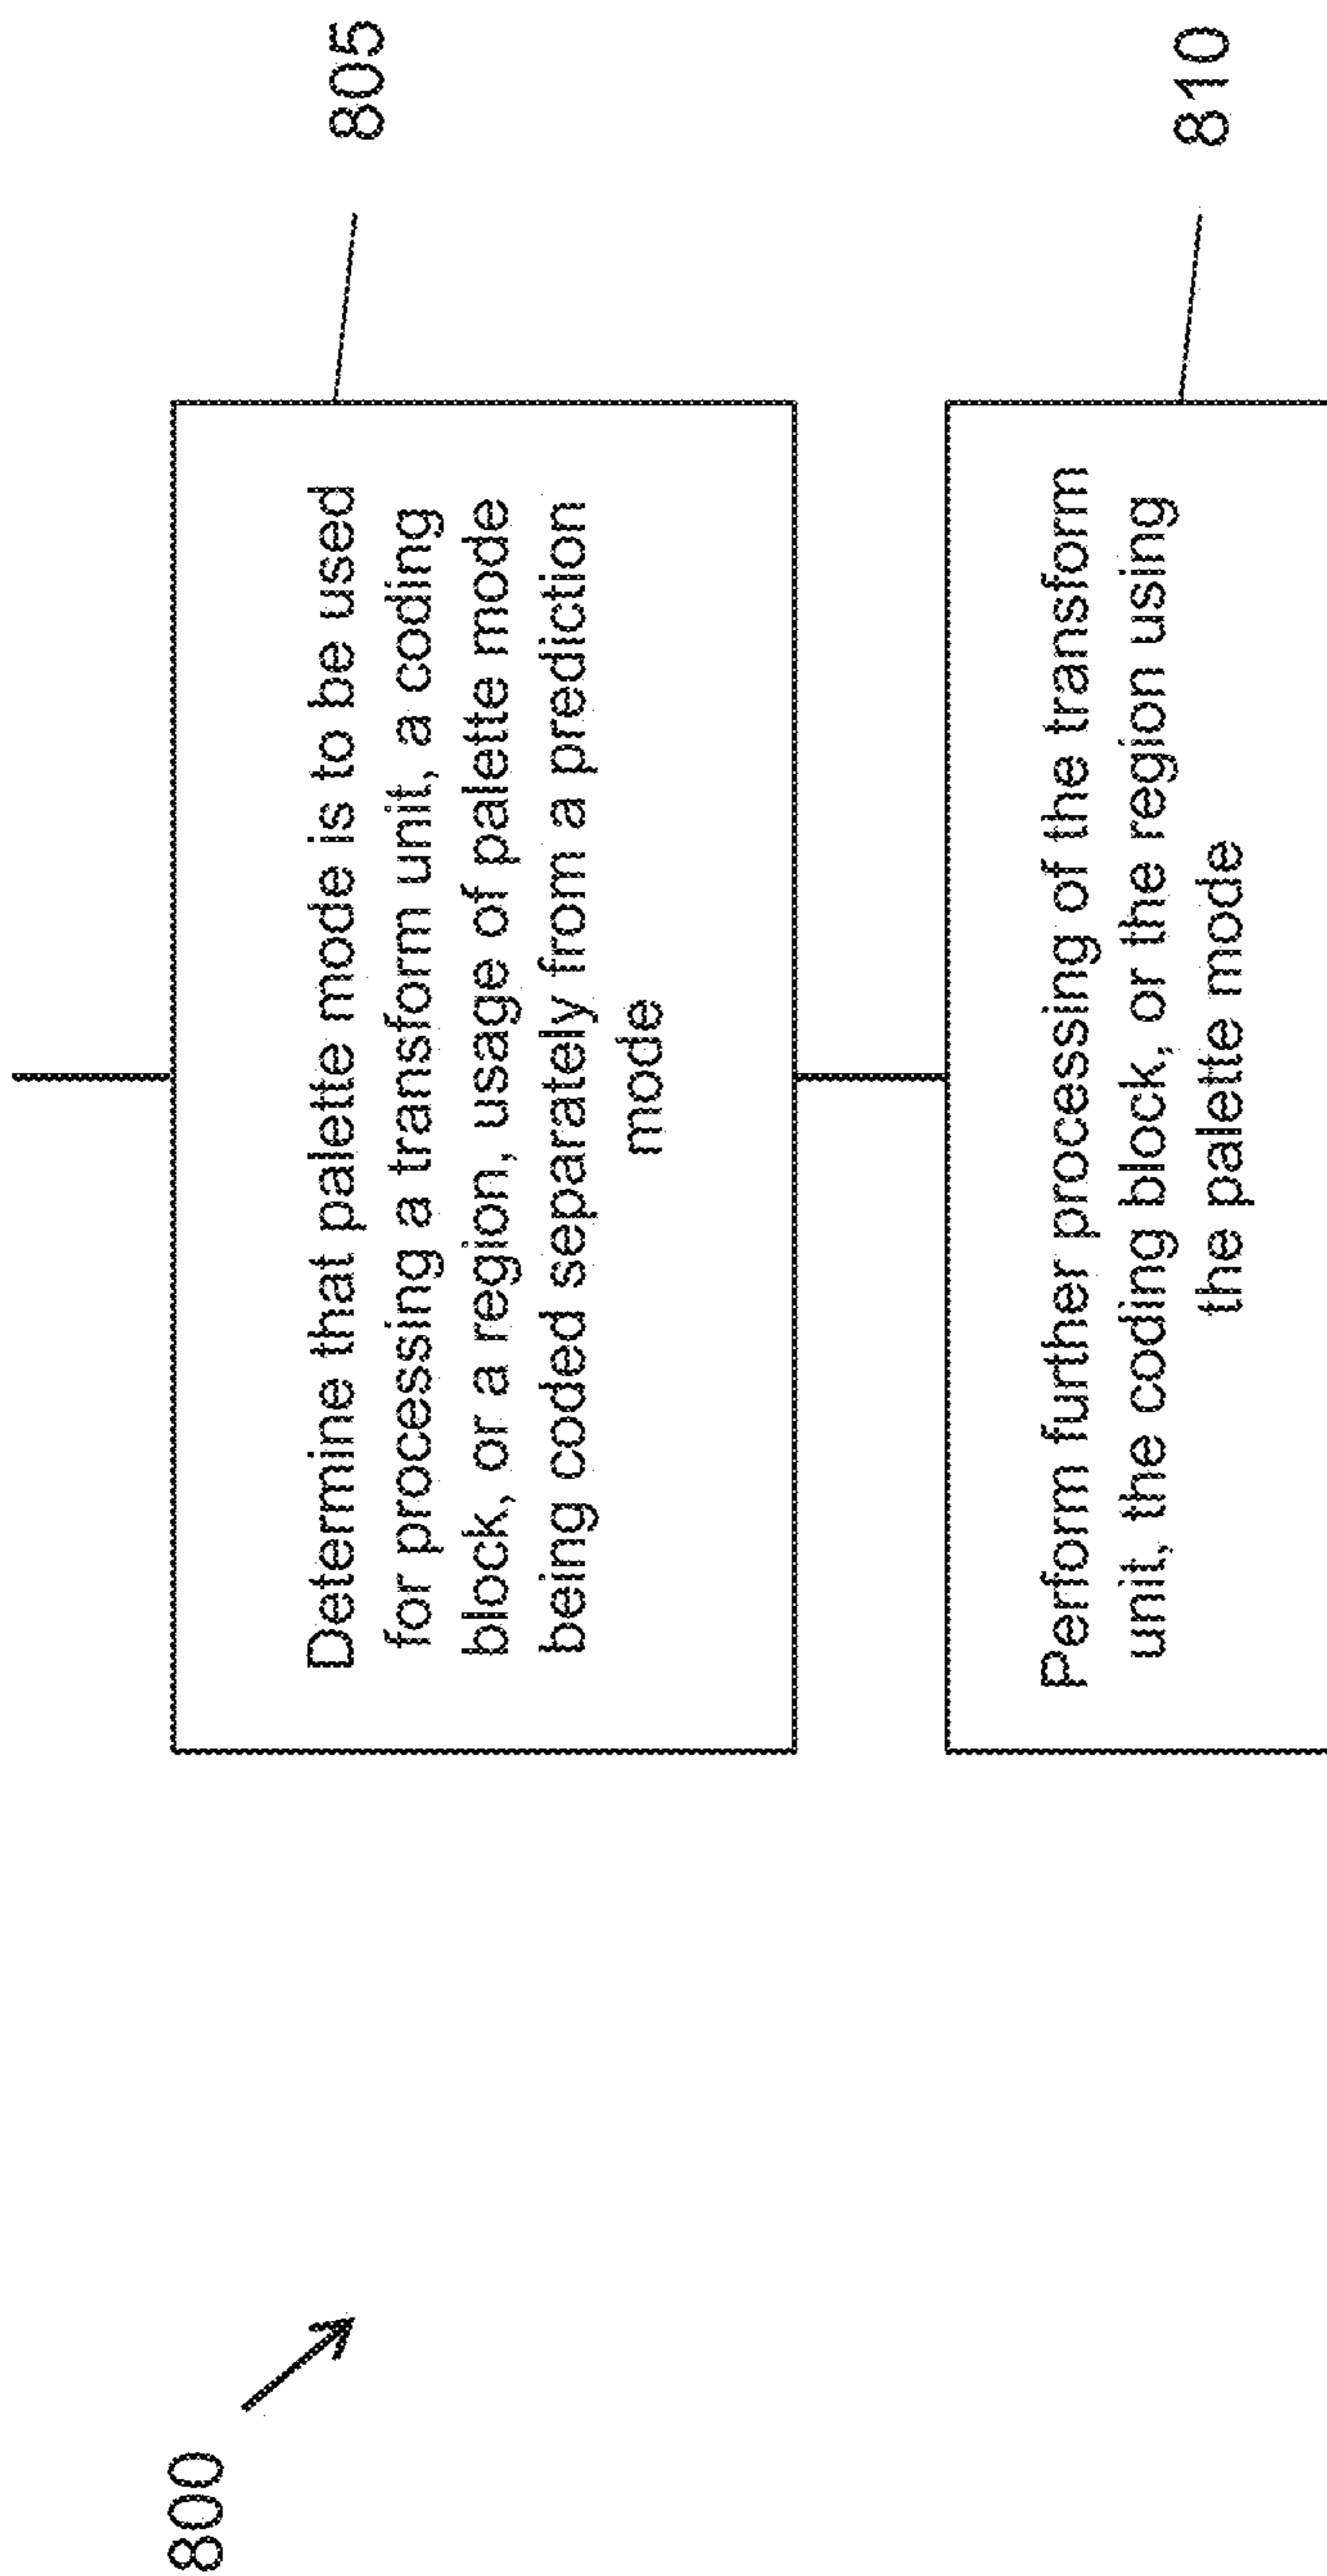 800
Determine that palette mode is to be used
for processing a transform unit, a coding
block, or a region, usage of palette mode
being coded separately from a prediction
mode
805
Perform further processing of the transform
unit, the coding block, or the region using
the palette mode
810